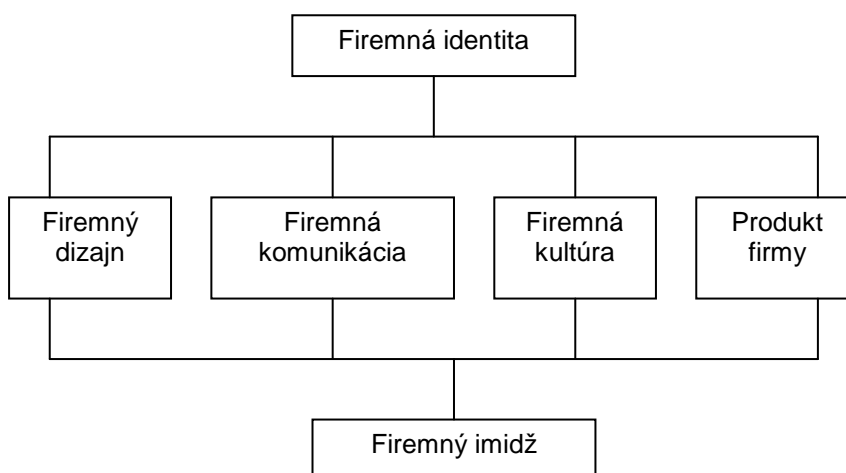 Firemná identita
Firemný
dizajn
Firemná
komunikácia
Firemná
kultúra
Produkt
firmy
Firemný imidž